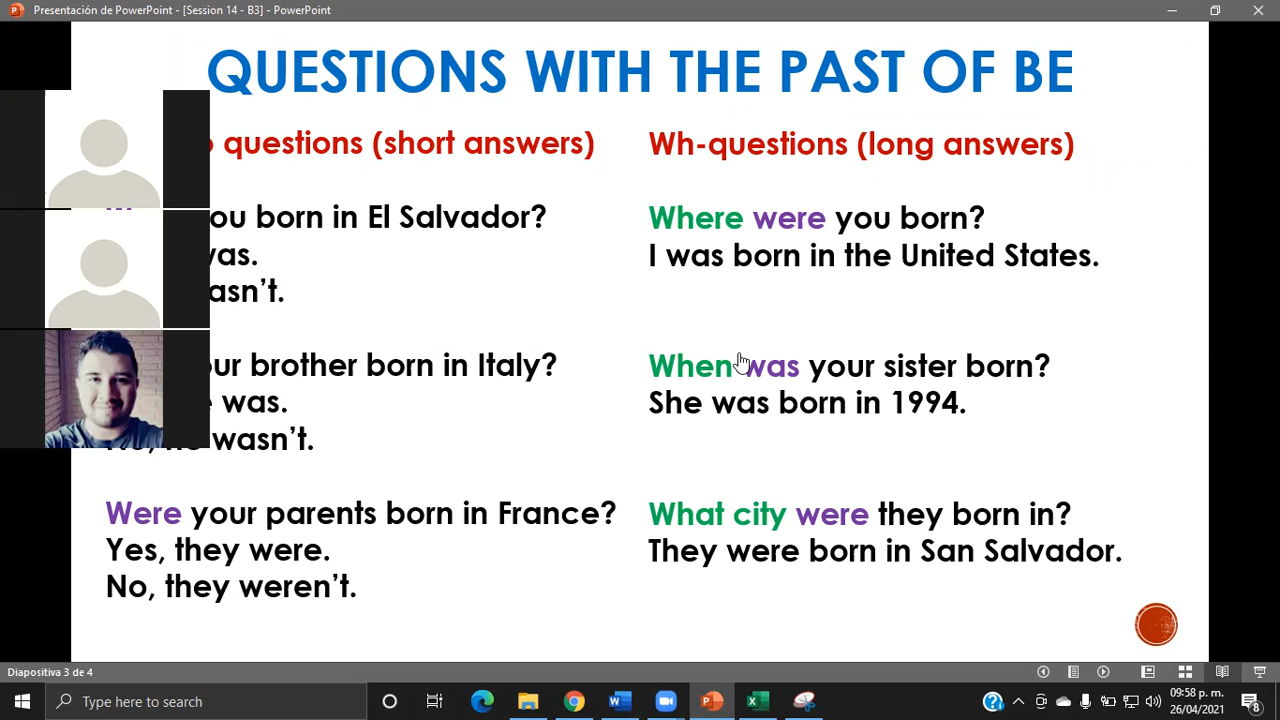 Presentación de PowerPoint - [Session 14 - B3] - PowerPoint
QUESTIONS WITH THE PAST OF BE
questions (short answers)
born in El Salvador?
brother born in Italy?
was.
wasn't.
Were your parents born in France?
Yes, they were.
No, they weren't.
Wh-questions (long answers)
Where were you born?
I was born in the United States.
When was your sister born?
She was born in 1994.
What city were they born in?
They were born in San Salvador.
Diapositiva 3 de 4
Type here to search
09:58 p. m.
26/04/2021
8